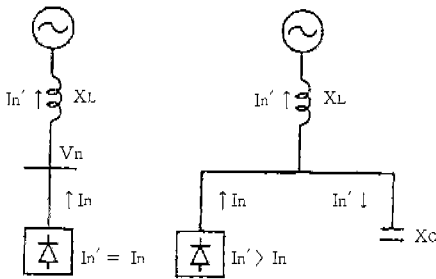 In′ ↑ XL
Vn
↑ In
In′ = In
In′ ↑ XL
↑ In
In′ ↓
XC
In′ > In